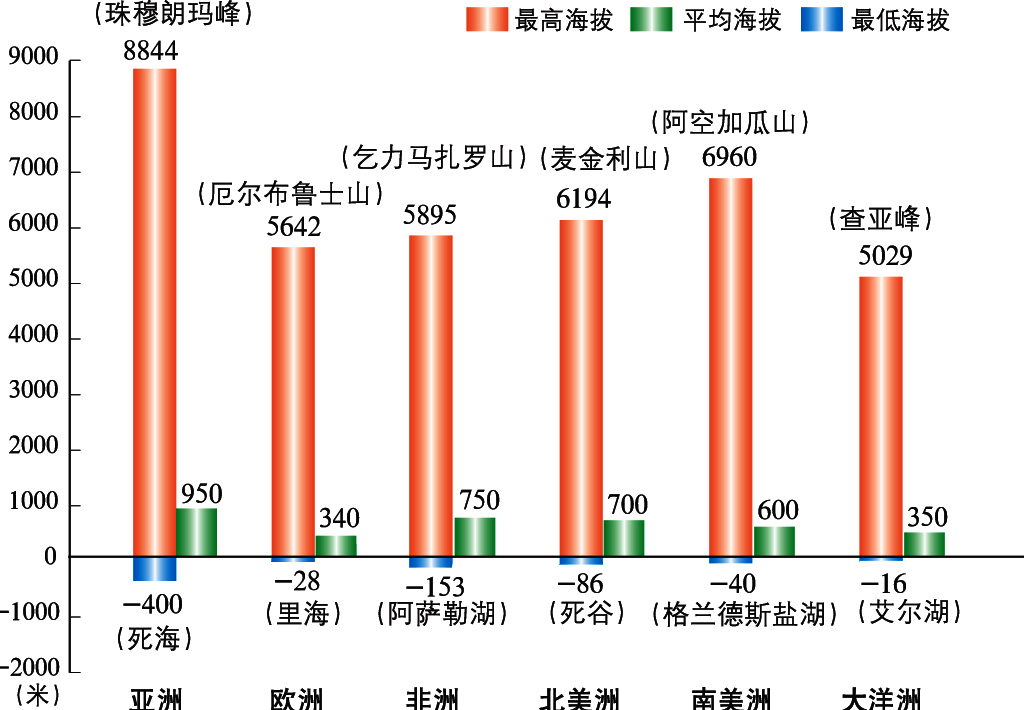 (珠穆朗玛峰)
最高海拔 平均海拔 最低海拔
9000
8000
7000
6000
5000
4000
3000
2000
1000
0
−1000
−2000
(米)
8844
950
−400
(死海)
(厄尔布鲁士山)
5642
340
−28
(里海)
(乞力马扎罗山)
5895
750
−153
(阿萨勒湖)
(麦金利山)
6194
700
−86
(死谷)
(阿空加瓜山)
6960
600
−40
(格兰德斯盐湖)
(查亚峰)
5029
350
−16
(艾尔湖)
亚洲 欧洲 非洲 北美洲 南美洲 大洋洲